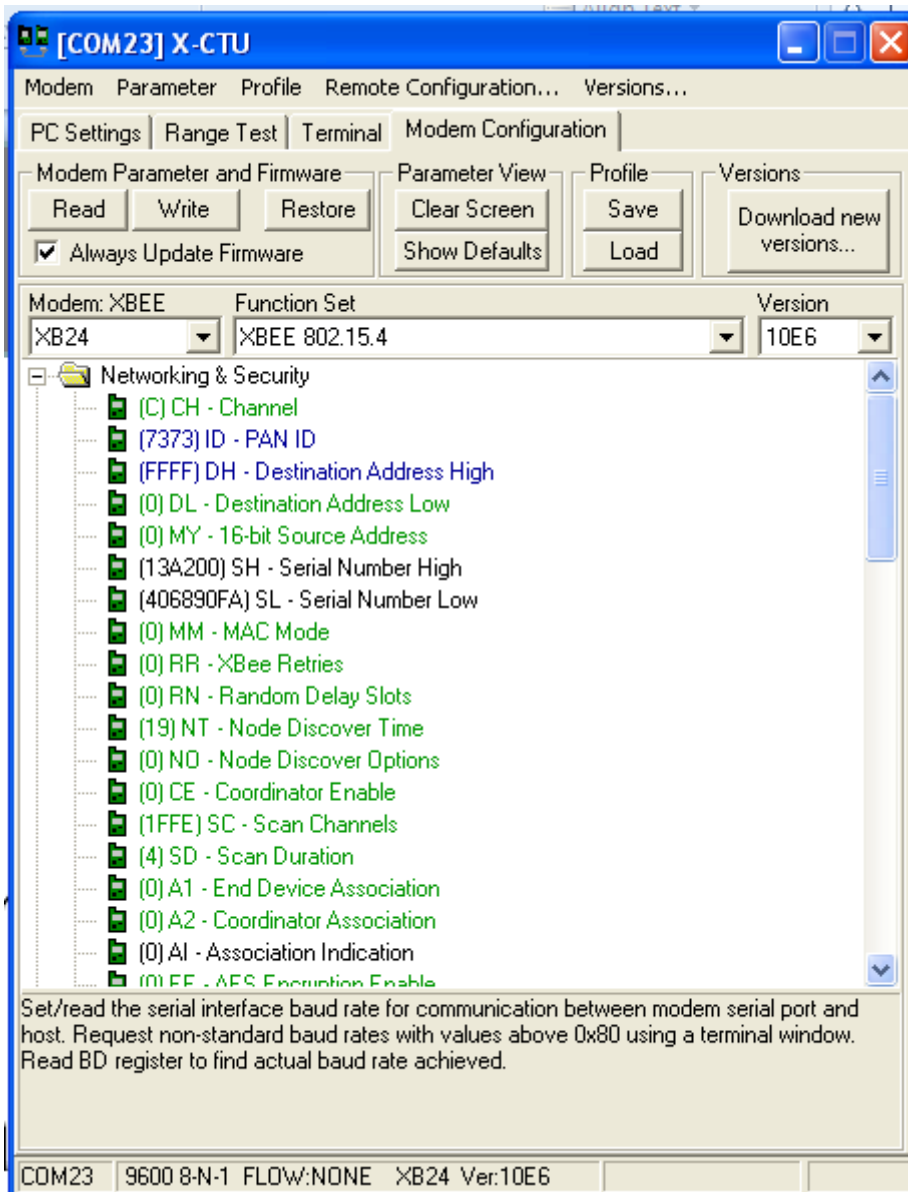 [COM23] X-CTU
Modem Parameter Profile Remote Configuration... Versions...
PC Settings Range Test Terminal Modem Configuration
Modem Parameter and Firmware Parameter View Profile Versions
Read Write Restore Clear Screen Save Download new versions...
Always Update Firmware Show Defaults Load
Modem: XBEE Function Set Version
XB24 XBEE 802.15.4 10E6
Networking & Security
(C) CH - Channel
(7373) ID - PAN ID
(FFFF) DH - Destination Address High
(0) DL - Destination Address Low
(0) MY - 16-bit Source Address
(13A200) SH - Serial Number High
(406890FA) SL - Serial Number Low
(0) MM - MAC Mode
(0) RR - XBee Retries
(0) RN - Random Delay Slots
(19) NT - Node Discover Time
(0) NO - Node Discover Options
(0) CE - Coordinator Enable
(1FFE) SC - Scan Channels
(4) SD - Scan Duration
(0) A1 - End Device Association
(0) A2 - Coordinator Association
(0) AI - Association Indication
(0) EE - AES Encryption Enable
Set/read the serial interface baud rate for communication between modem serial port and
host. Request non-standard baud rates with values above 0x80 using a terminal window.
Read BD register to find actual baud rate achieved.
COM23 9600 8-N-1 FLOW:NONE XB24 Ver:10E6